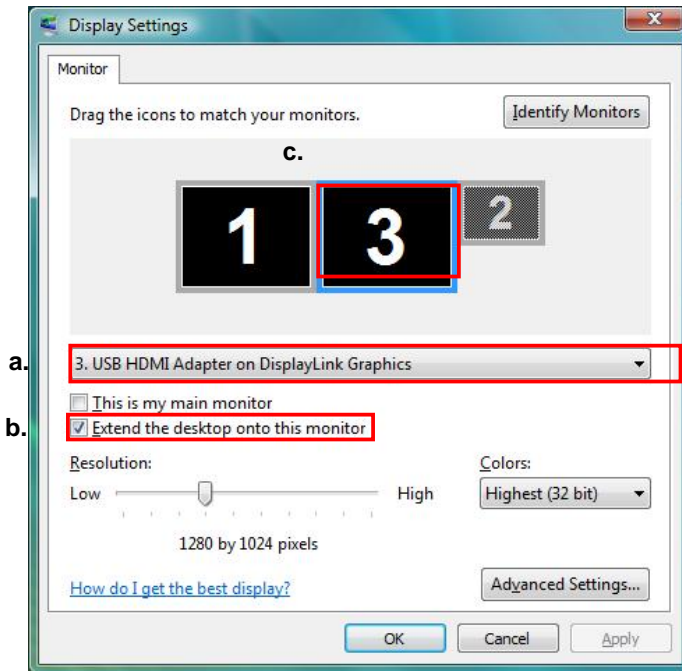 Display Settings
Monitor
Drag the icons to match your monitors.
Identify Monitors
c.
1
3
2
a.
3. USB HDMI Adapter on DisplayLink Graphics
This is my main monitor
b.
Extend the desktop onto this monitor
Resolution:
Colors:
Low
High
Highest (32 bit)
1280 by 1024 pixels
How do I get the best display?
Advanced Settings...
OK
Cancel
Apply